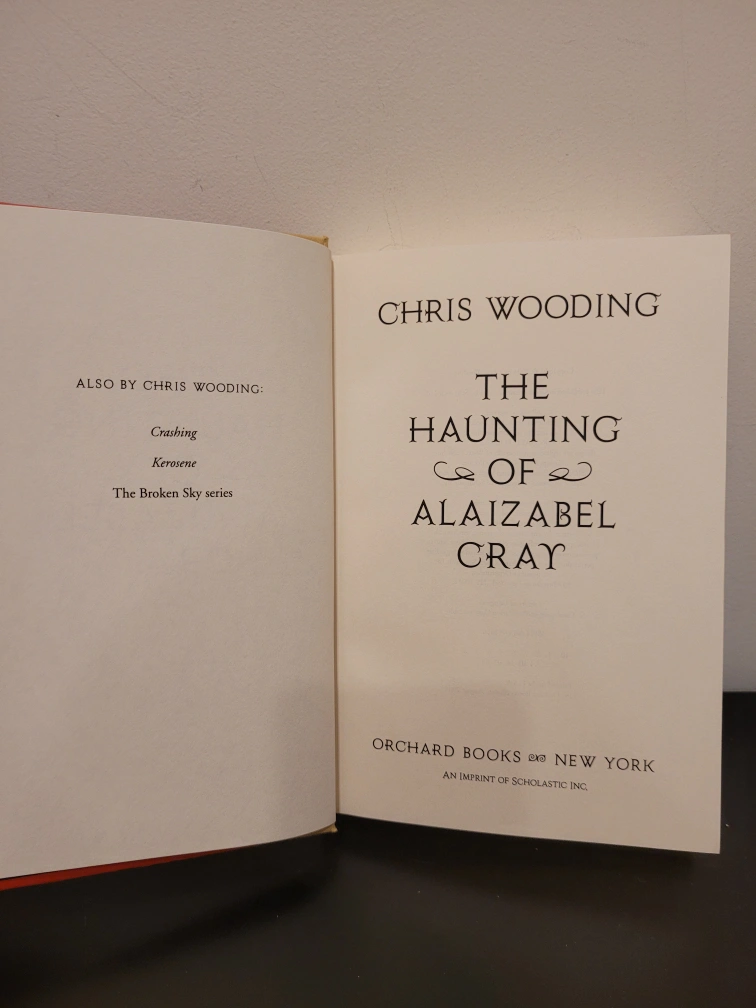 ALSO BY CHRIS WOODING:
Crashing
Kerosene
The Broken Sky series
CHRIS WOODING
THE
HAUNTING
OF
ALAIZABEL
CRAY
ORCHARD BOOKS NEW YORK
AN IMPRINT OF SCHOLASTIC INC.